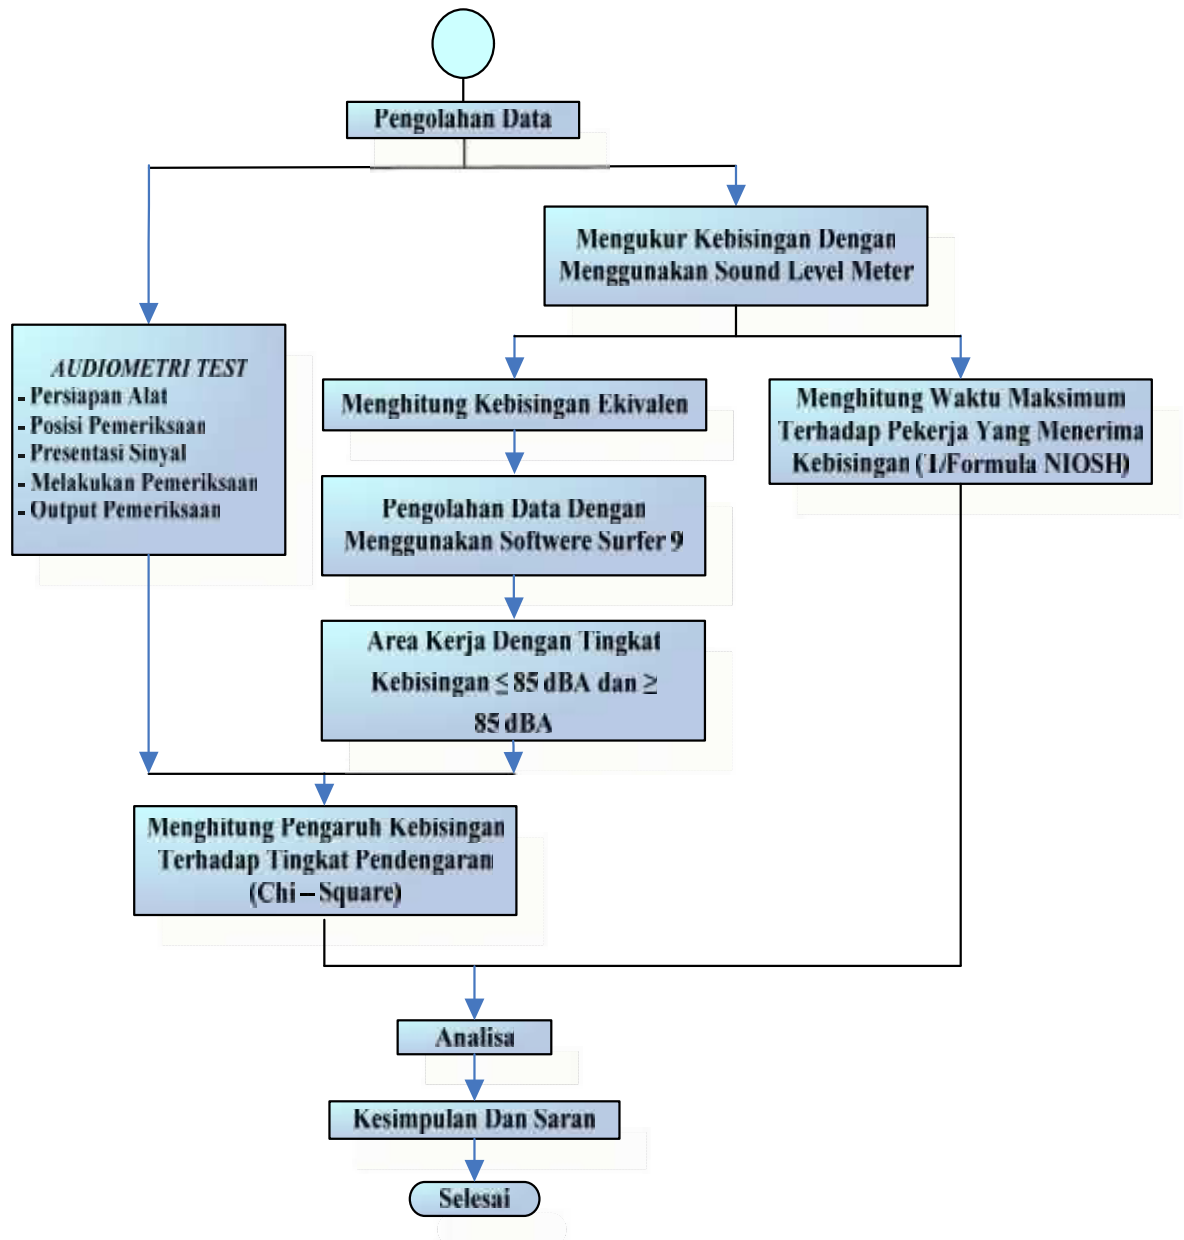 Pengolahan Data
Mengukur Kebisingan Dengan
Menggunakan Sound Level Meter
AUDIOMETRI TEST
- Persiapan Alat
- Posisi Pemeriksaan
- Presentasi Sinyal
- Melakukan Pemeriksaan
- Output Pemeriksaan
Menghitung Kebisingan Ekivalen
Menghitung Waktu Maksimum
Terhadap Pekerja Yang Menerima
Kebisingan (T/Formula NIOSH)
Pengolahan Data Dengan
Menggunakan Softwere Surfer 9
Area Kerja Dengan Tingkat
Kebisingan ≤ 85 dBA dan ≥
85 dBA
Menghitung Pengaruh Kebisingan
Terhadap Tingkat Pendengaran
(Chi – Square)
Analisa
Kesimpulan Dan Saran
Selesai